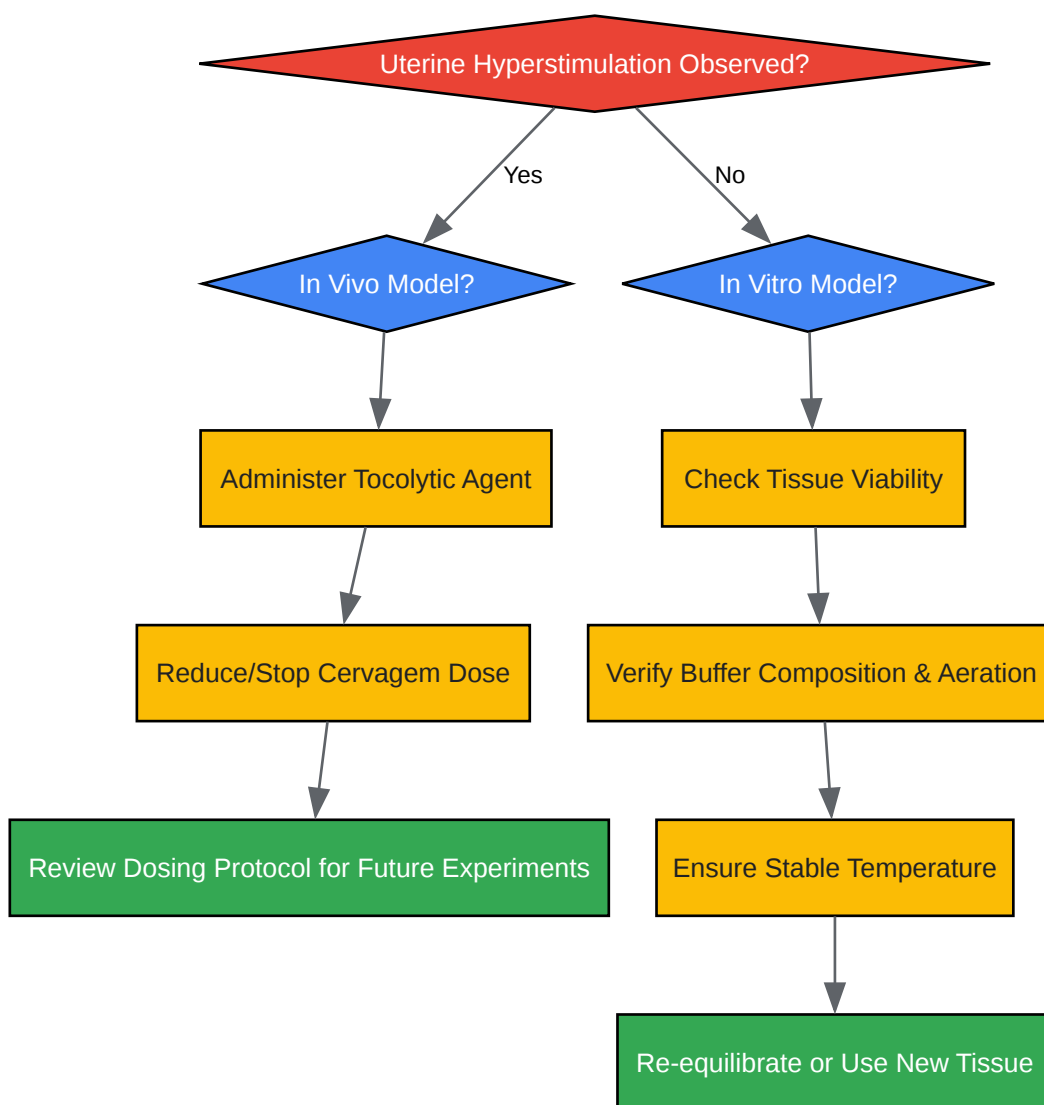 Uterine Hyperstimulation Observed?
Yes
No
In Vivo Model?
In Vitro Model?
Administer Tocolytic Agent
Check Tissue Viability
Reduce/Stop Cervagem Dose
Verify Buffer Composition & Aeration
Review Dosing Protocol for Future Experiments
Ensure Stable Temperature
Re-equilibrate or Use New Tissue